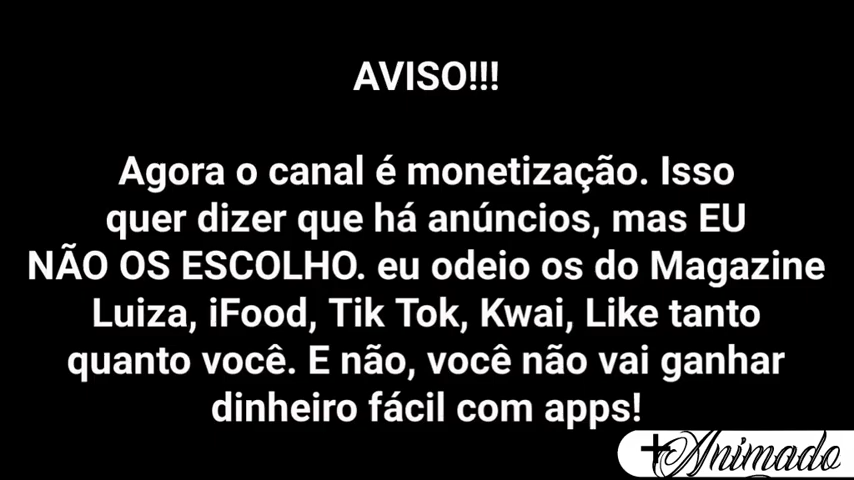 AVISO!!!
Agora o canal é monetização. Isso
quer dizer que há anúncios, mas EU
NÃO OS ESCOLHO. eu odeio os do Magazine
Luiza, iFood, Tik Tok, Kwai, Like tanto
quanto você. E não, você não vai ganhar
dinheiro fácil com apps!
+Animado